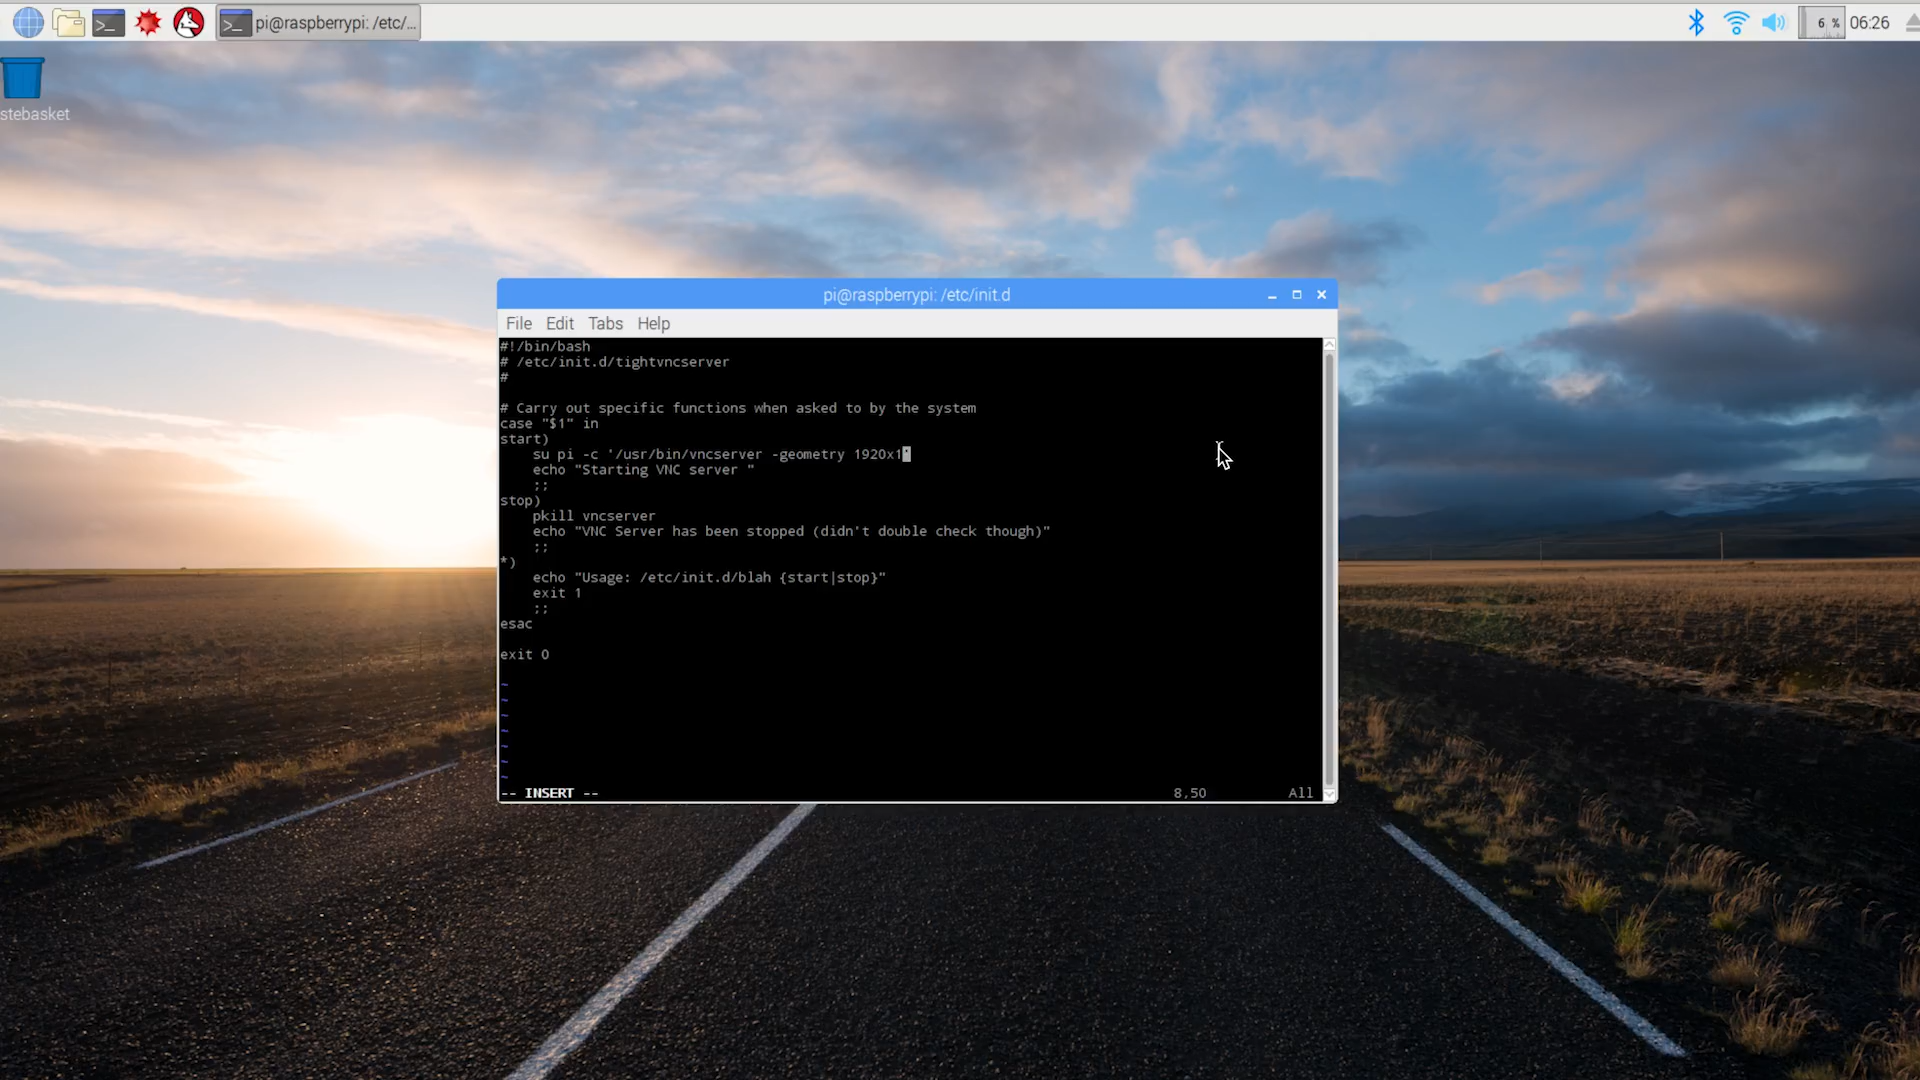 pi@raspberrypi: /etc/...
6 %
06:26
stebasket
pi@raspberrypi: /etc/init.d
File Edit Tabs Help
#!/bin/bash
# /etc/init.d/tightvncserver
#
# Carry out specific functions when asked to by the system
case "$1" in
start)
su pi -c '/usr/bin/vncserver -geometry 1920x1'
echo "Starting VNC server "
;;
stop)
pkill vncserver
echo "VNC Server has been stopped (didn't double check though)"
;;
*)
echo "Usage: /etc/init.d/blah {start|stop}"
exit 1
;;
esac
exit 0
~
~
~
~
~
~
~
-- INSERT -- 8,50 All